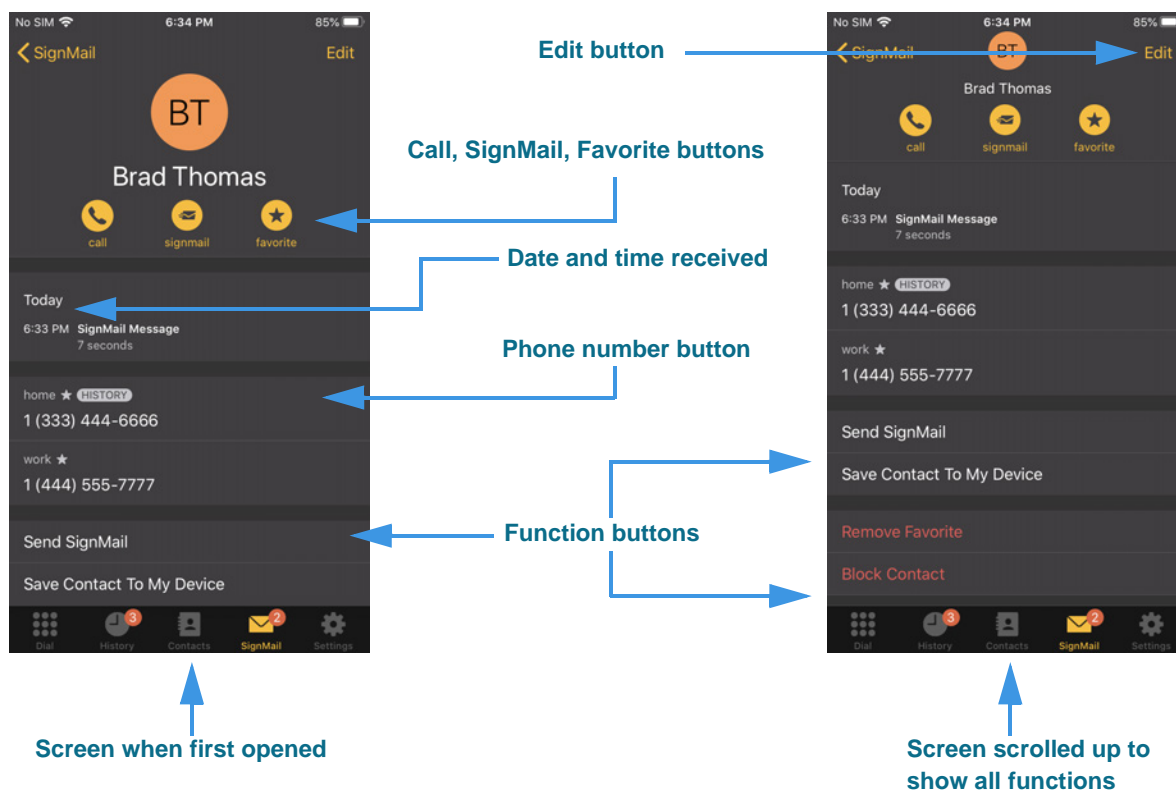 No SIM 6:34 PM 85%
SignMail Edit
BT
Brad Thomas
call signmail favorite
Today
6:33 PM SignMail Message
7 seconds
home ★ HISTORY
1 (333) 444-6666
work ★
1 (444) 555-7777
Send SignMail
Save Contact To My Device
3 2
Dial History Contacts SignMail Settings
Screen when first opened
Edit button
Call, SignMail, Favorite buttons
Date and time received
Phone number button
Function buttons
No SIM 6:34 PM 85%
SignMail Edit
BT
Brad Thomas
call signmail favorite
Today
6:33 PM SignMail Message
7 seconds
home ★ HISTORY
1 (333) 444-6666
work ★
1 (444) 555-7777
Send SignMail
Save Contact To My Device
Remove Favorite
Block Contact
3 2
Dial History Contacts SignMail Settings
Screen scrolled up to
show all functions